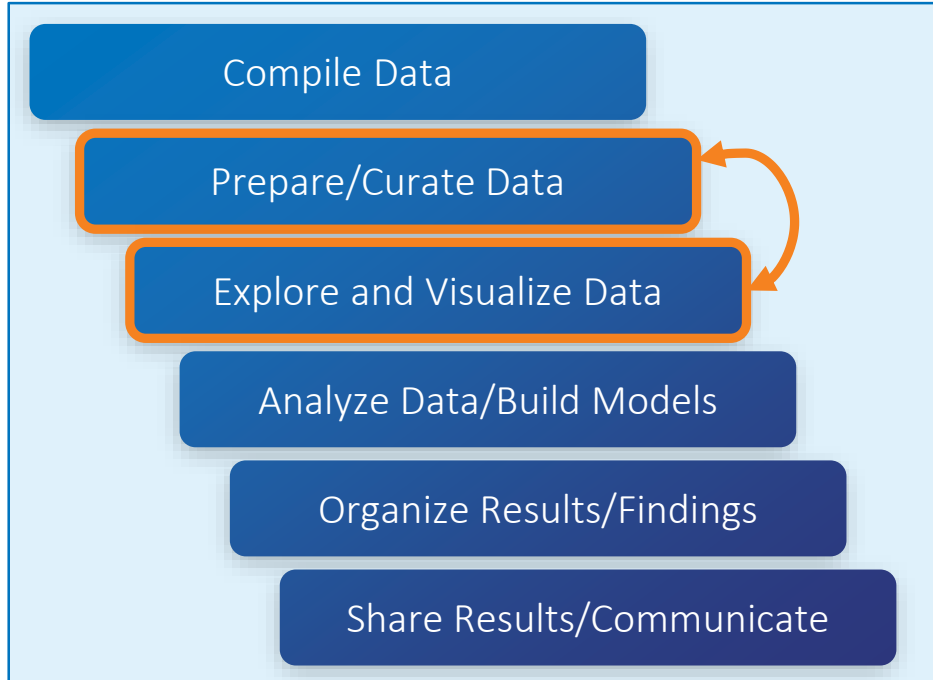 Compile Data
Prepare/Curate Data
Explore and Visualize Data
Analyze Data/Build Models
Organize Results/Findings
Share Results/Communicate